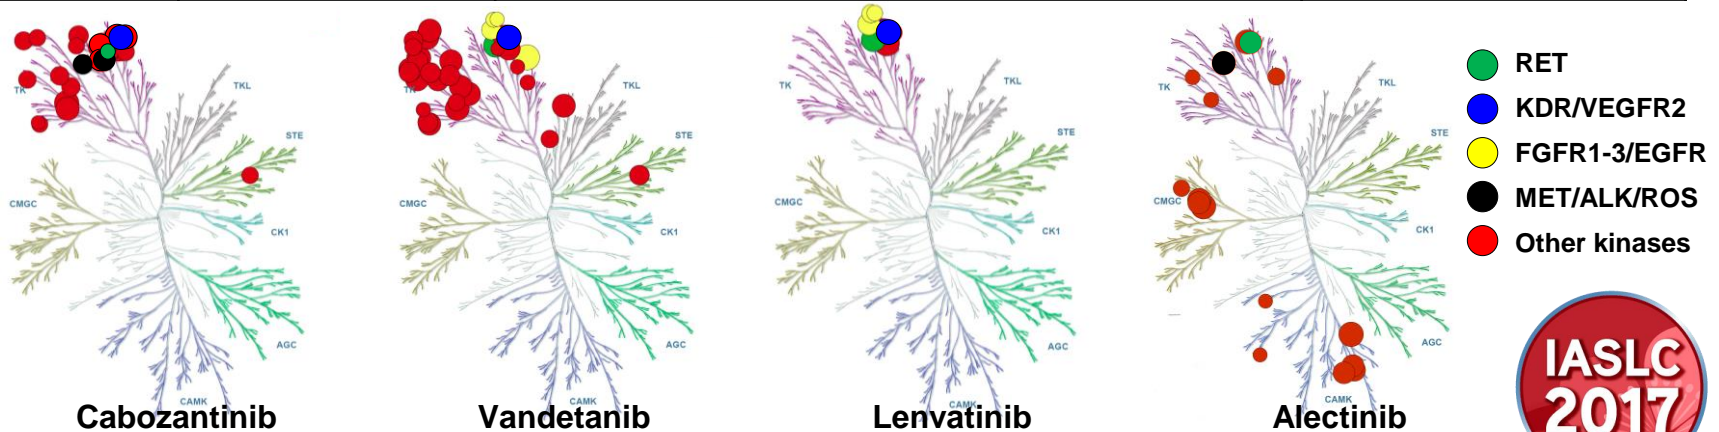 TK
TKL
STE
CMGC
CK1
AGC
CAMK
Cabozantinib
TK
TKL
STE
CMGC
CK1
AGC
CAMK
Vandetanib
TK
TKL
STE
CMGC
CK1
AGC
CAMK
Lenvatinib
TK
TKL
STE
CMGC
CK1
AGC
CAMK
Alectinib
RET
KDR/VEGFR2
FGFR1-3/EGFR
MET/ALK/ROS
Other kinases
IASLC
2017